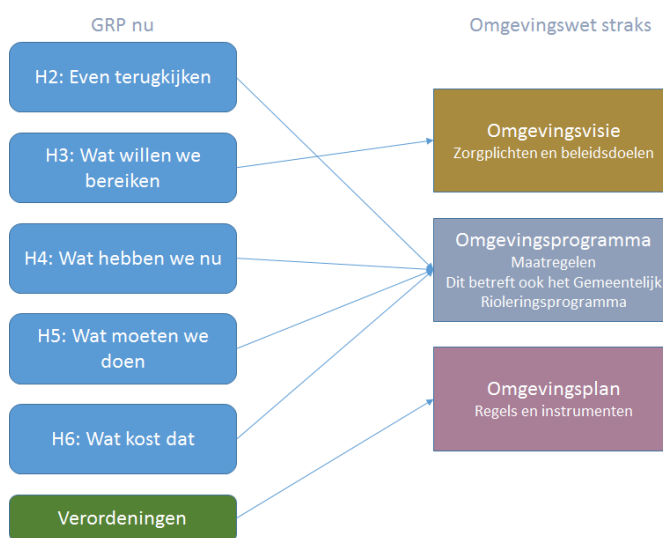 GRP nu
Omgevingswet straks
H2: Even terugkijken
H3: Wat willen we
bereiken
H4: Wat hebben we nu
H5: Wat moeten we
doen
H6: Wat kost dat
Verordeningen
Omgevingsvisie
Zorgplichten en beleidsdoelen
Omgevingsprogramma
Maatregelen
Dit betreft ook het Gemeentelijk
Rioleringsprogramma
Omgevingsplan
Regels en instrumenten